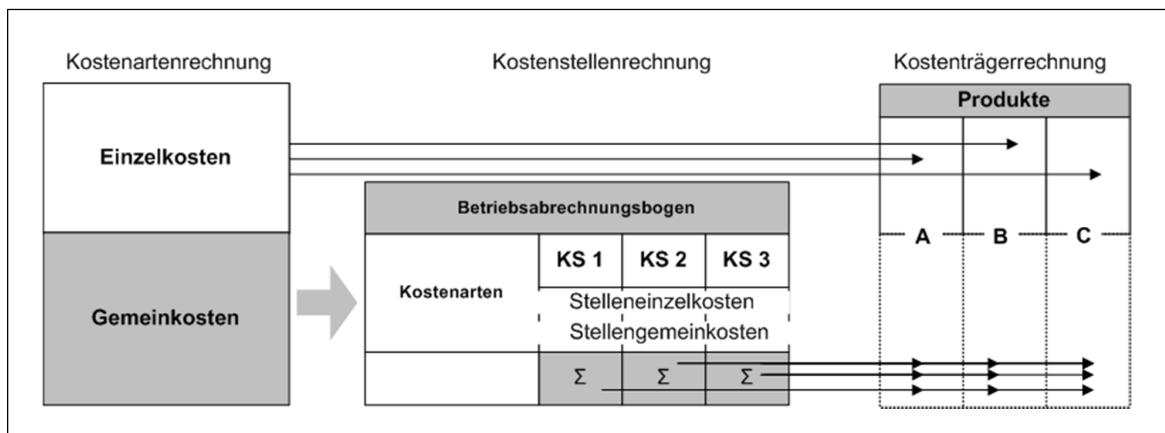 Kostenartenrechnung
Kostenstellenrechnung
Kostenträgerrechnung
Produkte
Einzelkosten
Betriebsabrechnungsbogen
A B C
KS 1 KS 2 KS 3
Kostenarten
Stelleneinzelkosten
Gemeinkosten
Stellengemeinkosten
Σ Σ Σ